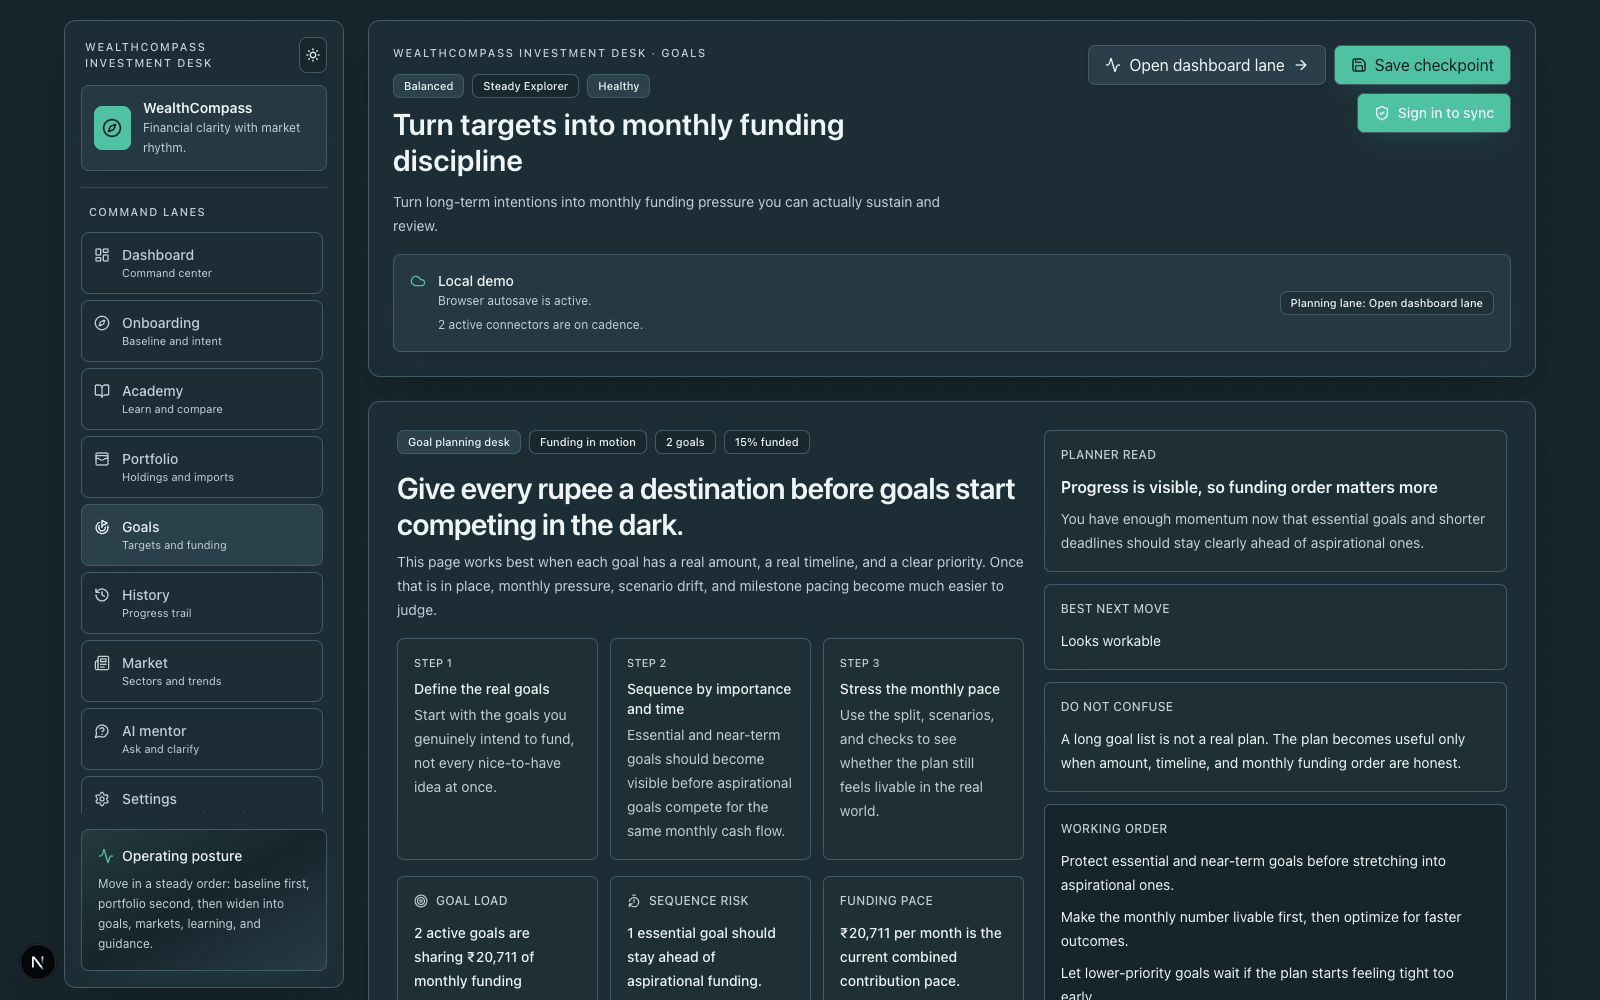 WEALTHCOMPASS
INVESTMENT DESK
WealthCompass
Financial clarity with market
rhythm.
COMMAND LANES
Dashboard
Command center
Onboarding
Baseline and intent
Academy
Learn and compare
Portfolio
Holdings and imports
Goals
Targets and funding
History
Progress trail
Market
Sectors and trends
AI mentor
Ask and clarify
Settings
Operating posture
Move in a steady order: baseline first,
portfolio second, then widen into
goals, markets, learning, and
guidance.
WEALTHCOMPASS INVESTMENT DESK · GOALS
Balanced
Steady Explorer
Healthy
Turn targets into monthly funding
discipline
Turn long-term intentions into monthly funding pressure you can actually sustain and
review.
Open dashboard lane
Save checkpoint
Sign in to sync
Local demo
Browser autosave is active.
2 active connectors are on cadence.
Planning lane: Open dashboard lane
Goal planning desk
Funding in motion
2 goals
15% funded
Give every rupee a destination before goals start
competing in the dark.
This page works best when each goal has a real amount, a real timeline, and a clear priority. Once
that is in place, monthly pressure, scenario drift, and milestone pacing become much easier to
judge.
STEP 1
Define the real goals
Start with the goals you
genuinely intend to fund,
not every nice-to-have
idea at once.
STEP 2
Sequence by importance
and time
Essential and near-term
goals should become
visible before aspirational
goals compete for the
same monthly cash flow.
STEP 3
Stress the monthly pace
Use the split, scenarios,
and checks to see
whether the plan still
feels livable in the real
world.
GOAL LOAD
2 active goals are
sharing ₹20,711 of
monthly funding
SEQUENCE RISK
1 essential goal should
stay ahead of
aspirational funding.
FUNDING PACE
₹20,711 per month is the
current combined
contribution pace.
PLANNER READ
Progress is visible, so funding order matters more
You have enough momentum now that essential goals and shorter
deadlines should stay clearly ahead of aspirational ones.
BEST NEXT MOVE
Looks workable
DO NOT CONFUSE
A long goal list is not a real plan. The plan becomes useful only
when amount, timeline, and monthly funding order are honest.
WORKING ORDER
Protect essential and near-term goals before stretching into
aspirational ones.
Make the monthly number livable first, then optimize for faster
outcomes.
Let lower-priority goals wait if the plan starts feeling tight too
early.